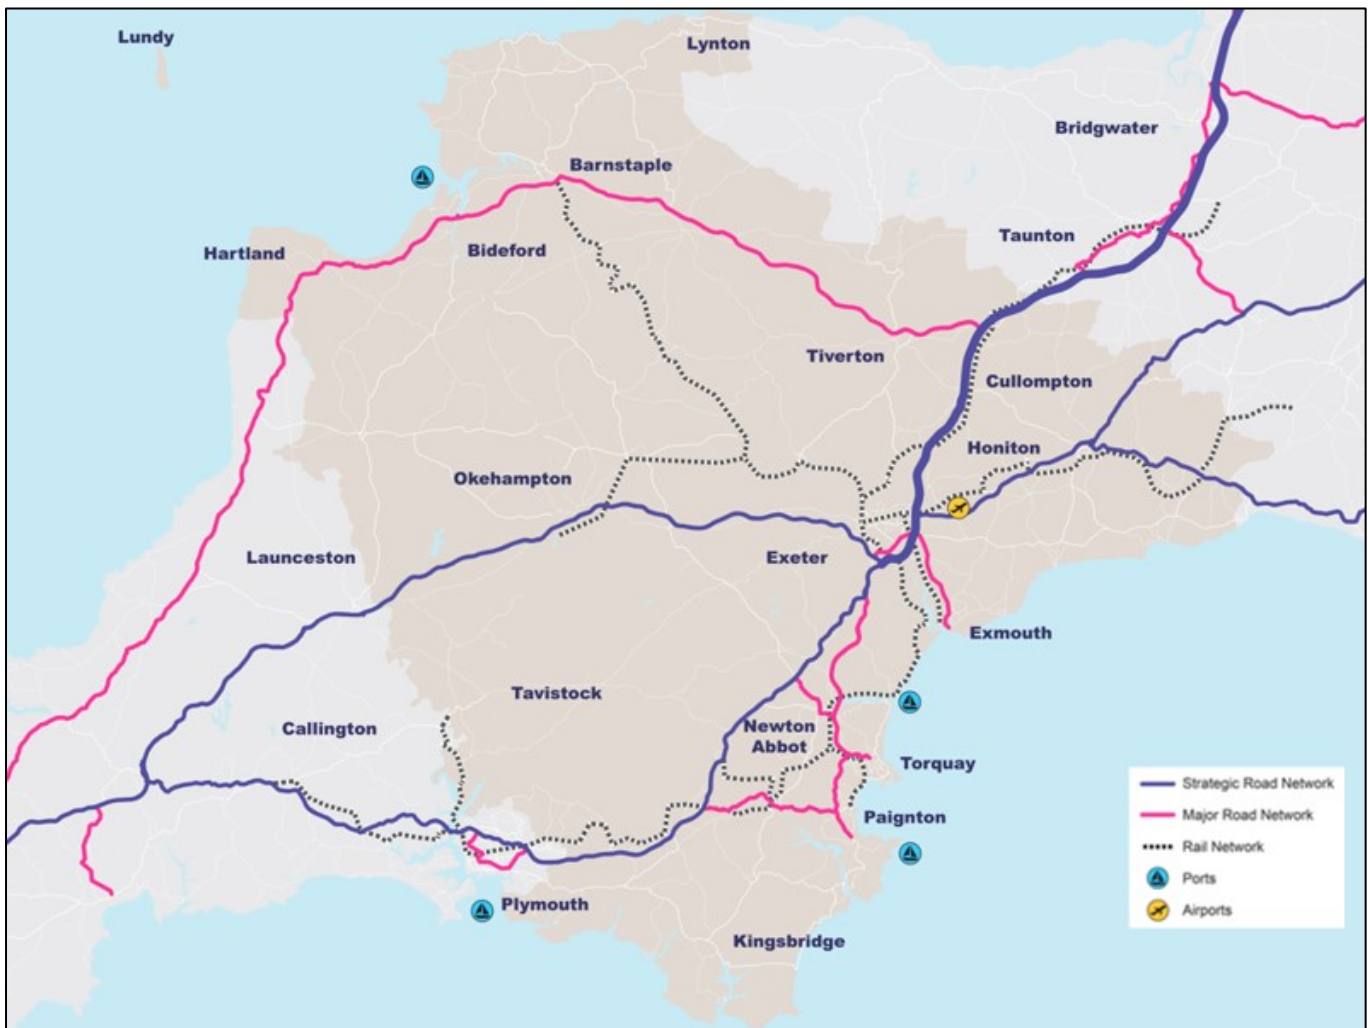 Lundy
Lynton
Bridgwater
Barnstaple
Taunton
Hartland
Bideford
Tiverton
Cullompton
Honiton
Okehampton
Launceston
Exeter
Exmouth
Tavistock
Callington
Newton
Abbot
Torquay
Paignton
Plymouth
Kingsbridge
Strategic Road Network
Major Road Network
Rail Network
Ports
Airports